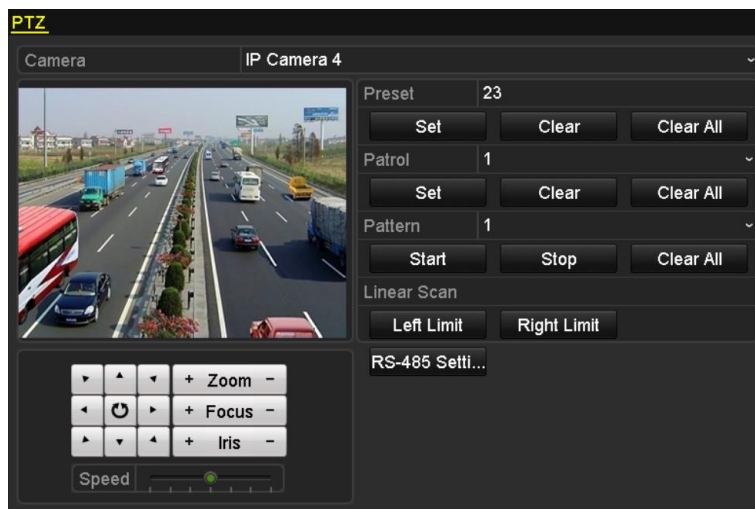 PTZ
Camera IP Camera 4
Preset 23
Set Clear Clear All
Patrol 1
Set Clear Clear All
Pattern 1
Start Stop Clear All
Linear Scan
Left Limit Right Limit
RS-485 Setti...
+ Zoom -
+ Focus -
+ Iris -
Speed